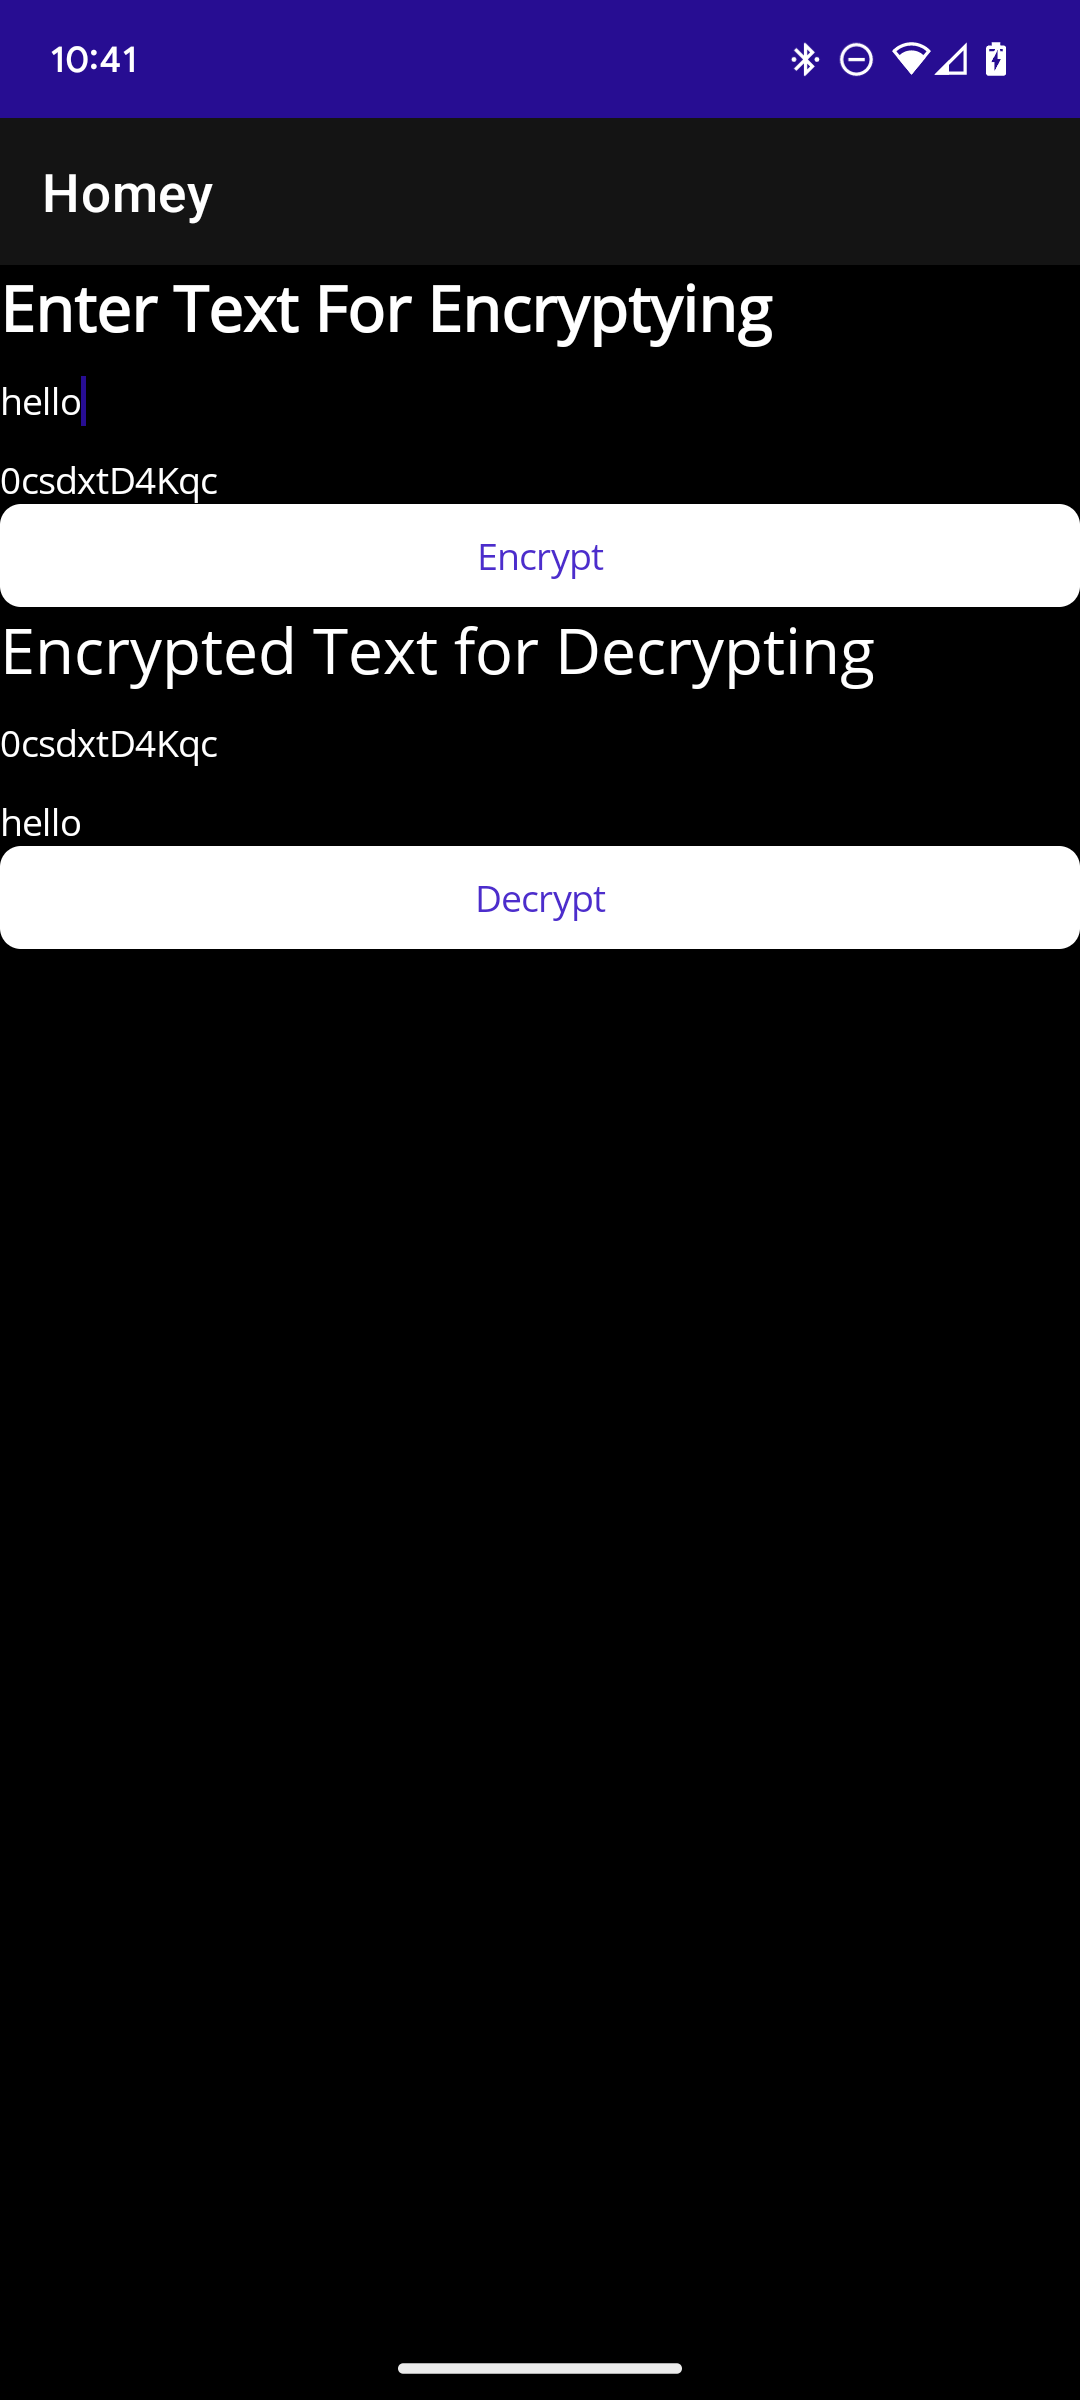 10:41
Homey
Enter Text For Encryptying
hello
0csdxtD4Kqc
Encrypt
Encrypted Text for Decrypting
0csdxtD4Kqc
hello
Decrypt